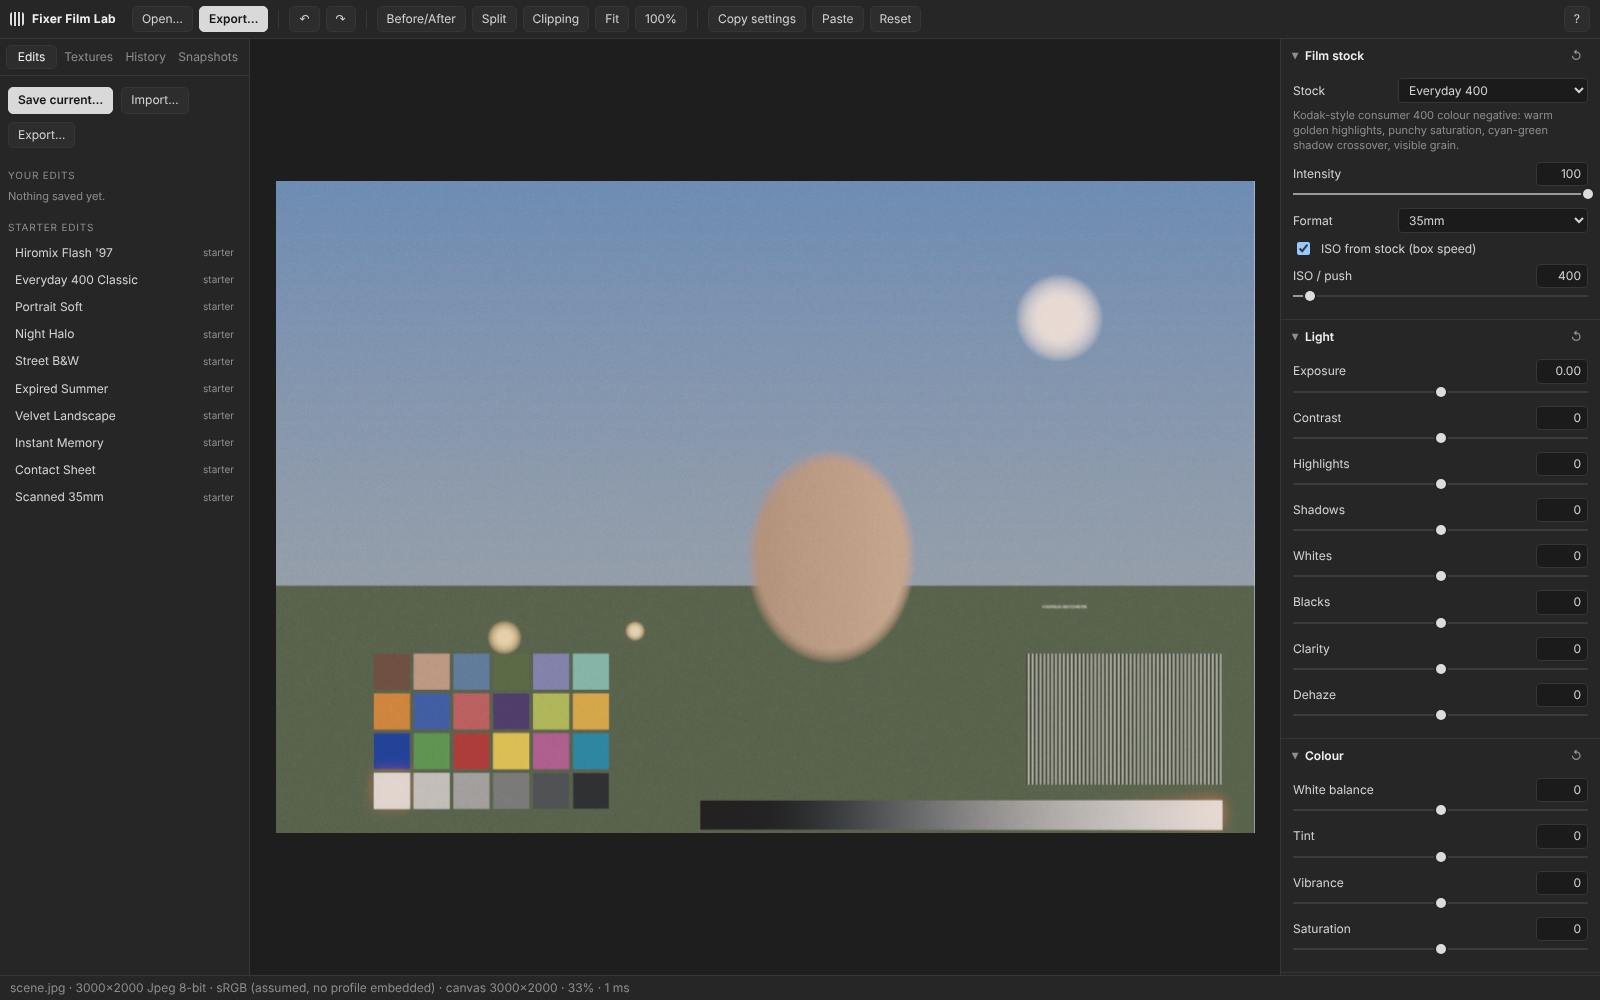 Fixer Film Lab
Open...
Export...
Before/After
Split
Clipping
Fit
100%
Copy settings
Paste
Reset
?
Edits
Textures
History
Snapshots
Save current...
Import...
Export...
YOUR EDITS
Nothing saved yet.
STARTER EDITS
Hiromix Flash '97 starter
Everyday 400 Classic starter
Portrait Soft starter
Night Halo starter
Street B&W starter
Expired Summer starter
Velvet Landscape starter
Instant Memory starter
Contact Sheet starter
Scanned 35mm starter
Film stock
Stock Everyday 400
Kodak-style consumer 400 colour negative: warm
golden highlights, punchy saturation, cyan-green
shadow crossover, visible grain.
Intensity 100
Format 35mm
ISO from stock (box speed)
ISO / push 400
Light
Exposure 0.00
Contrast 0
Highlights 0
Shadows 0
Whites 0
Blacks 0
Clarity 0
Dehaze 0
Colour
White balance 0
Tint 0
Vibrance 0
Saturation 0
scene.jpg · 3000×2000 Jpeg 8-bit · sRGB (assumed, no profile embedded) · canvas 3000×2000 · 33% · 1 ms